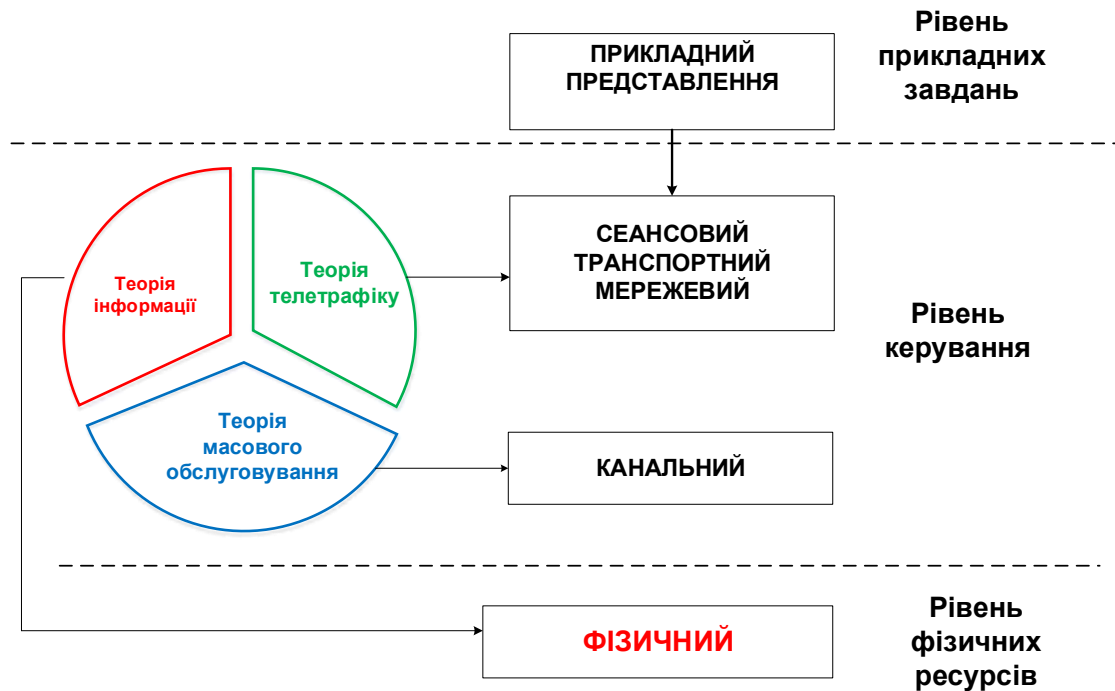 ПРИКЛАДНИЙ
ПРЕДСТАВЛЕННЯ
Рівень
прикладних
завдань
Теорія
інформації
Теорія
телетрафіку
Теорія
масового
обслуговування
СЕАНСОВИЙ
ТРАНСПОРТНИЙ
МЕРЕЖЕВИЙ
КАНАЛЬНИЙ
Рівень
керування
ФІЗИЧНИЙ
Рівень
фізичних
ресурсів